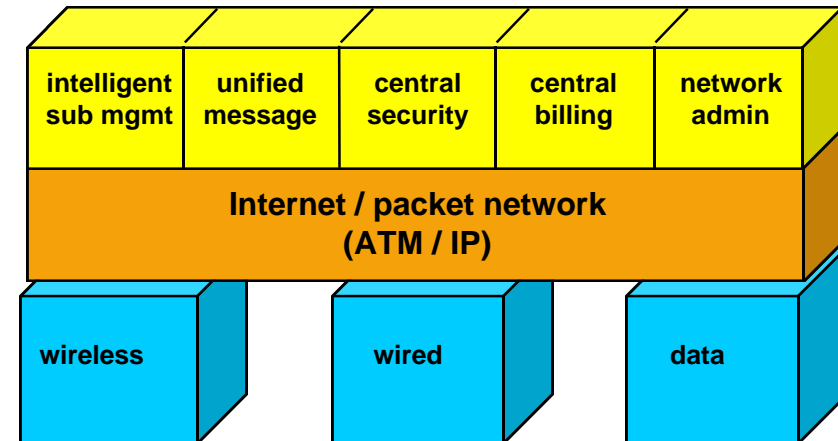 intelligent
sub mgmt
unified
message
central
security
central
billing
network
admin
Internet / packet network
(ATM / IP)
wireless
wired
data